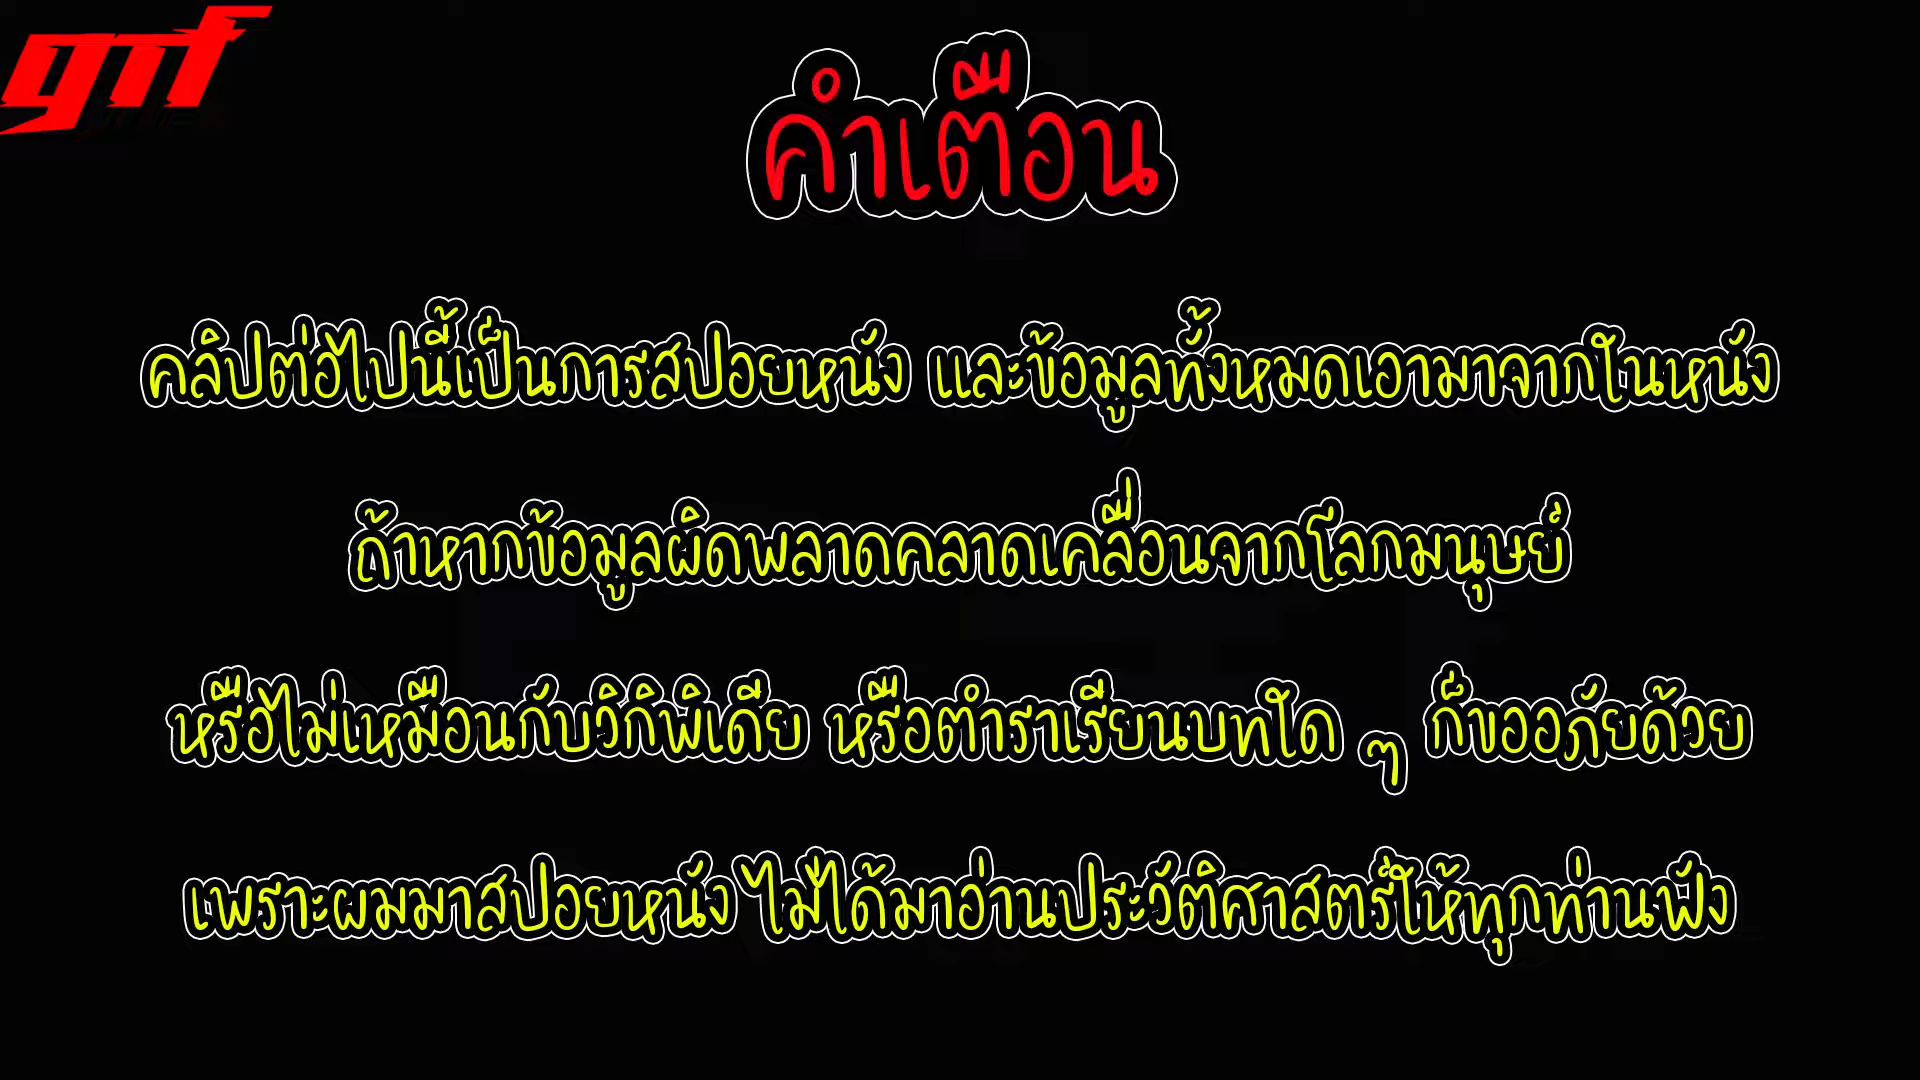 คำเตือน
คลิปต่อไปนี้เป็นการสปอยหนัง และข้อมูลทั้งหมดเอามาจากในหนัง
ถ้าหากข้อมูลผิดพลาดคลาดเคลื่อนจากโลกมนุษย์
หรือไม่เหมือนกับวิกิพิเดีย หรือตำราเรียนบทใด ๆ ก็ขออภัยด้วย
เพราะผมมาสปอยหนัง ไม่ได้มาอ่านประวัติศาสตร์ให้ทุกท่านฟัง